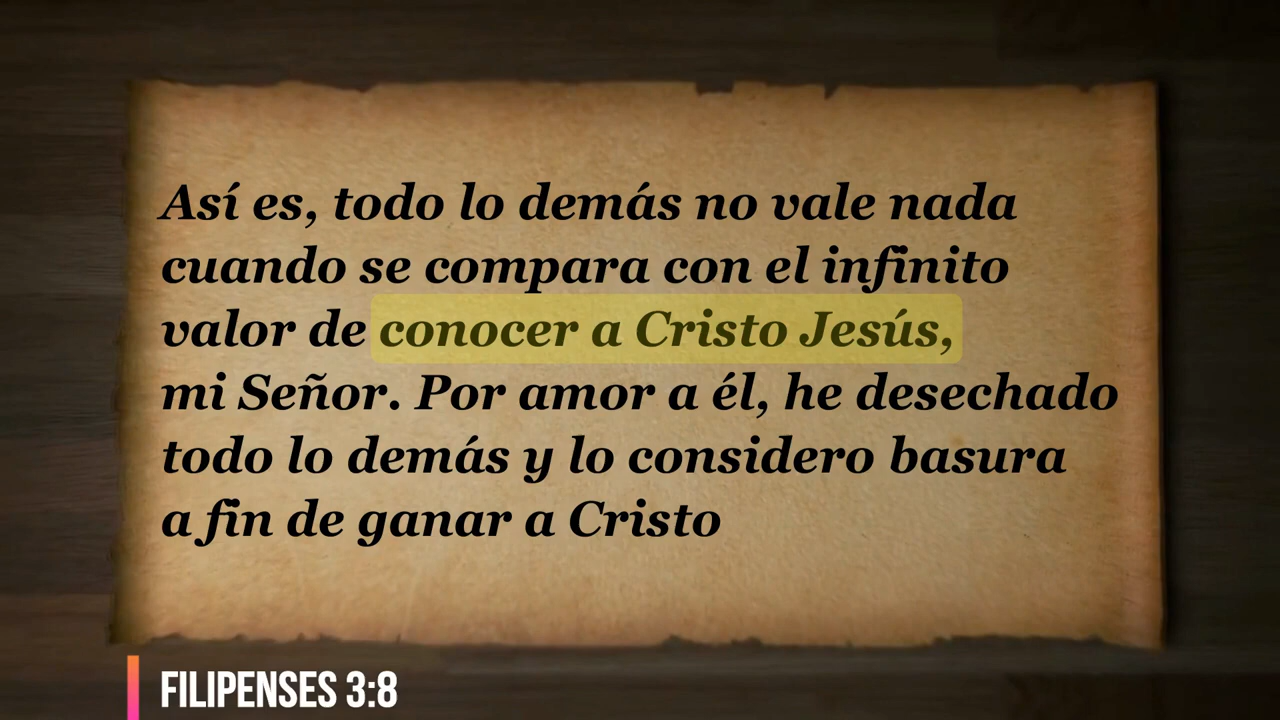 Así es, todo lo demás no vale nada
cuando se compara con el infinito
valor de conocer a Cristo Jesús,
mi Señor. Por amor a él, he desechado
todo lo demás y lo considero basura
a fin de ganar a Cristo
FILIPENSES 3:8